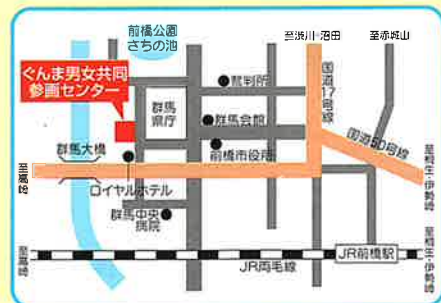 前橋公園
さちの池
至渋川・沼田
至赤城山
ぐんま男女共同
参画センター
裁判所
国道17号線
群馬
県庁
群馬会館
国道50号線
群馬大橋
前橋市役所
至高崎
至桐生・伊勢崎
ロイヤルホテル
群馬中央
病院
至高崎
JR前橋駅
JR両毛線
至桐生・伊勢崎